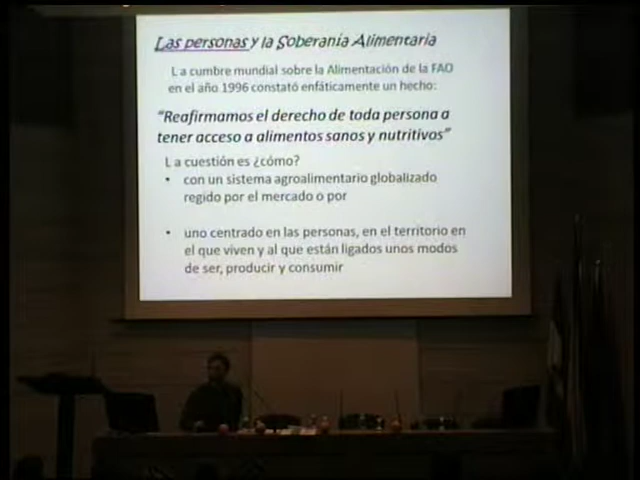 Las personas y la Soberanía Alimentaria
La cumbre mundial sobre la Alimentación de la FAO
en el año 1996 constató enfáticamente un hecho:
"Reafirmamos el derecho de toda persona a
tener acceso a alimentos sanos y nutritivos"
La cuestión es ¿cómo?
• con un sistema agroalimentario globalizado
regido por el mercado o por
• uno centrado en las personas, en el territorio en
el que viven y al que están ligados unos modos
de ser, producir y consumir